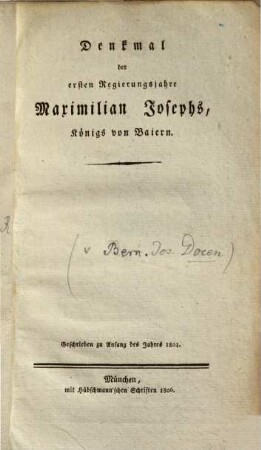 Denkmal
der
ersten Regierungsjahre
Maximilian Josephs,
Königs von Baiern.
(v Bern. Jos. Docen)
Geschrieben zu Anfang des Jahres 1802.
München,
mit Hübschmann'schen Schriften 1806.